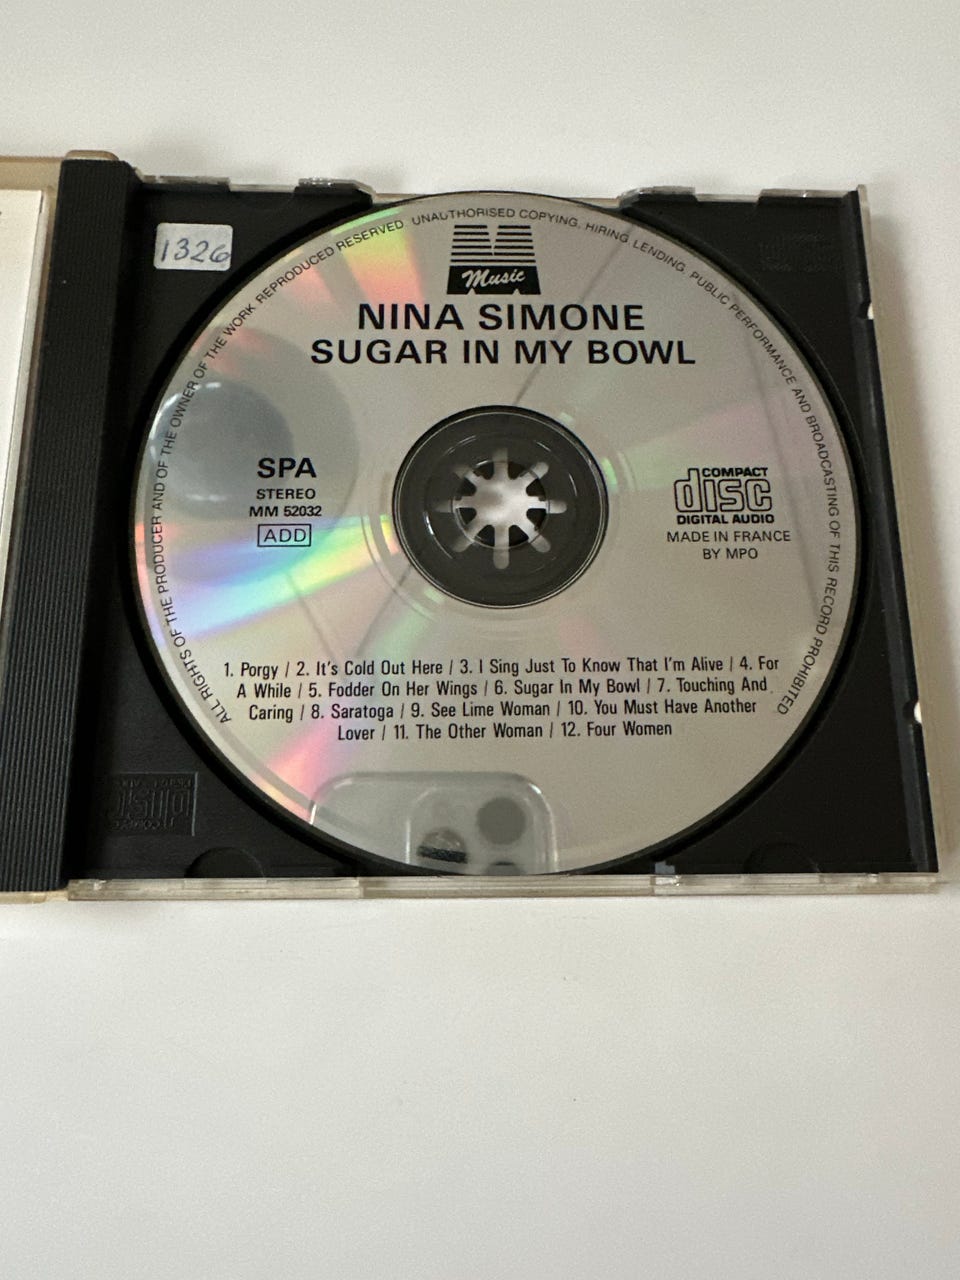 1326
ALL RIGHTS OF THE PRODUCER AND OF THE OWNER OF THE WORK REPRODUCED RESERVED. UNAUTHORISED COPYING, HIRING, LENDING, PUBLIC PERFORMANCE AND BROADCASTING OF THIS RECORD PROHIBITED
M
Music
NINA SIMONE
SUGAR IN MY BOWL
SPA
STEREO
MM 52032
ADD
COMPACT
disc
DIGITAL AUDIO
MADE IN FRANCE
BY MPO
1. Porgy / 2. It's Cold Out Here / 3. I Sing Just To Know That I'm Alive / 4. For
A While / 5. Fodder On Her Wings / 6. Sugar In My Bowl / 7. Touching And
Caring / 8. Saratoga / 9. See Lime Woman / 10. You Must Have Another
Lover / 11. The Other Woman / 12. Four Women